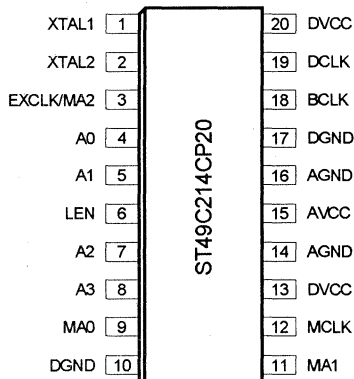 XTAL1 1 20 DVCC
XTAL2 2 19 DCLK
EXCLK/MA2 3 18 BCLK
A0 4 17 DGND
A1 5 16 AGND
LEN 6 15 AVCC
A2 7 14 AGND
A3 8 13 DVCC
MA0 9 12 MCLK
DGND 10 11 MA1
ST49C214CP20